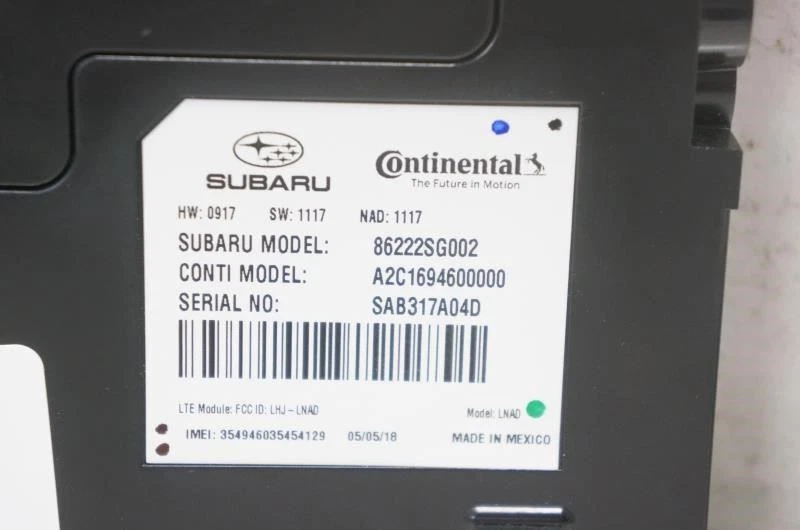 SUBARU
Continental
The Future in Motion
HW: 0917 SW: 1117 NAD: 1117
SUBARU MODEL: 86222SG002
CONTI MODEL: A2C1694600000
SERIAL NO: SAB317A04D
LTE Module: FCC ID: LHJ-LNAD Model: LNAD
IMEI: 354946035454129 05/05/18 MADE IN MEXICO